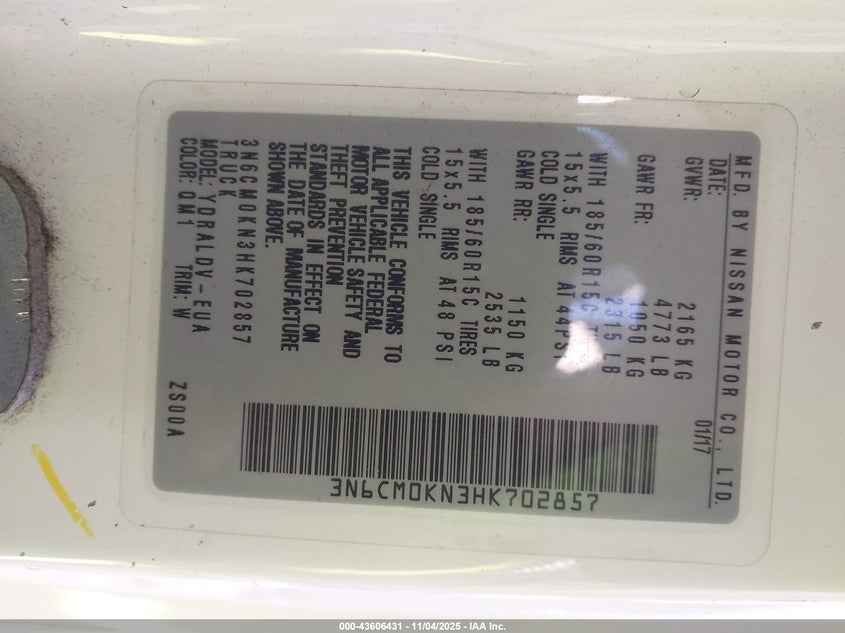 MFD. BY NISSAN MOTOR CO., LTD.
DATE: 01/17
GVWR: 2165 KG
4773 LB
GAWR FR: 1050 KG
2315 LB
WITH 185/60R15C TIRES
15x5.5 RIMS AT 44PSI
COLD SINGLE
GAWR RR: 1150 KG
2535 LB
WITH 185/60R15C TIRES
15x5.5 RIMS AT 48 PSI
COLD SINGLE
THIS VEHICLE CONFORMS TO
ALL APPLICABLE FEDERAL
MOTOR VEHICLE SAFETY AND
THEFT PREVENTION
STANDARDS IN EFFECT ON
THE DATE OF MANUFACTURE
SHOWN ABOVE.
3N6CM0KN3HK702857
TRUCK
MODEL: YDRALDV-EUA
COLOR: QM1 TRIM: W
ZS00A
3N6CM0KN3HK702857
000-43606431 - 11/04/2025 - IAA Inc.